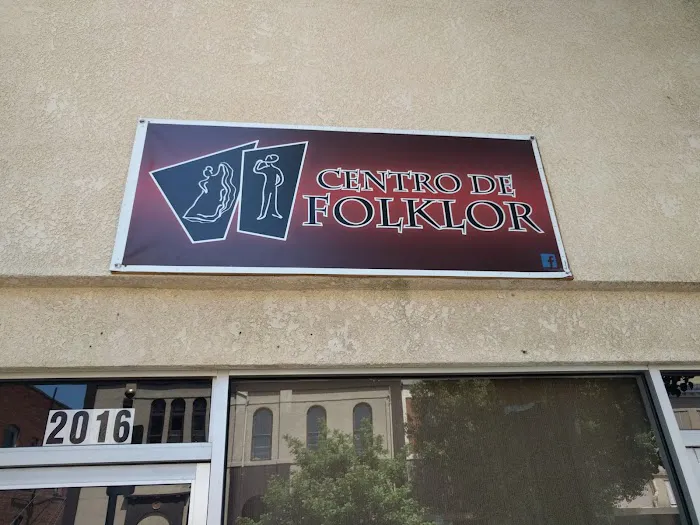 CENTRO DE
FOLKLOR
f
2016